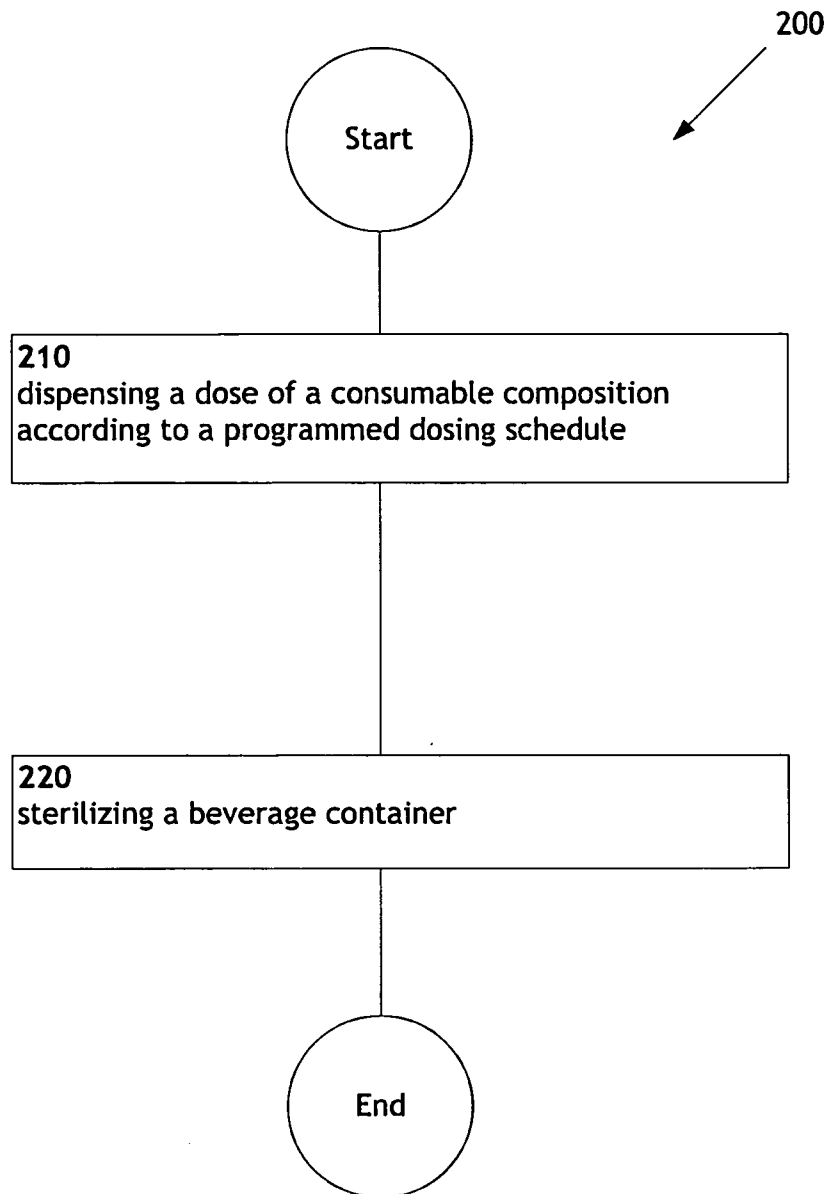 200
Start
210
dispensing a dose of a consumable composition
according to a programmed dosing schedule
220
sterilizing a beverage container
End